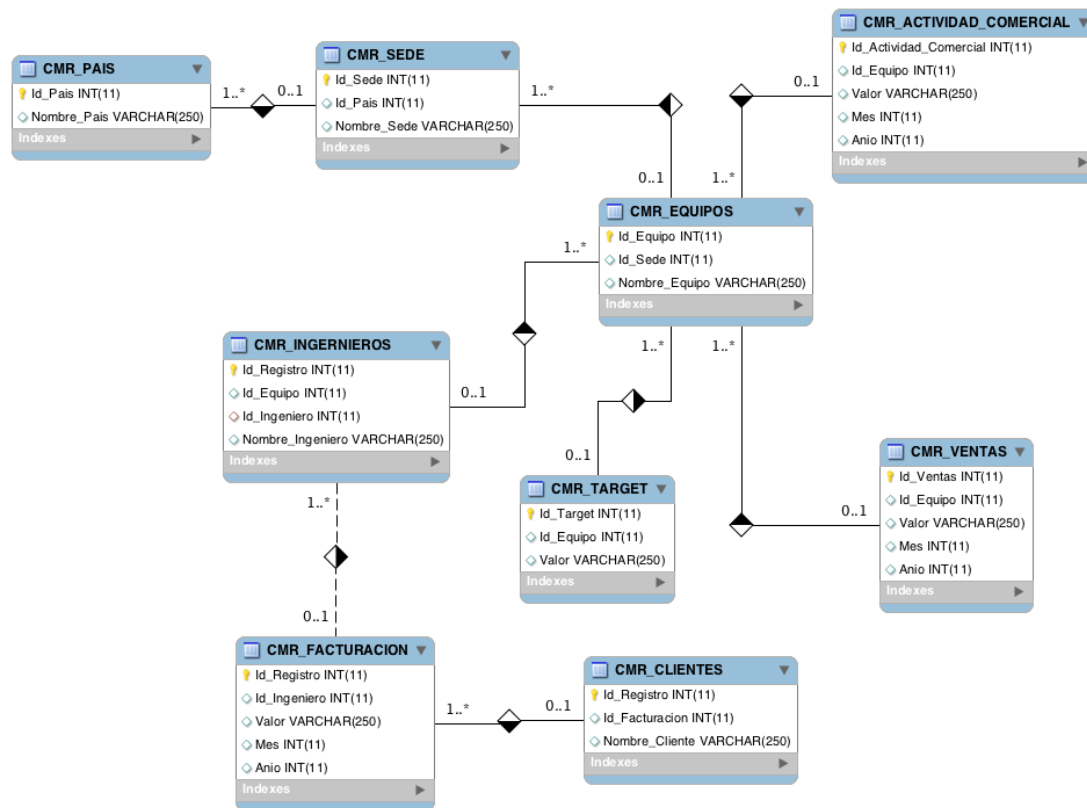 CMR_PAIS
Id_Pais INT(11)
Nombre_Pais VARCHAR(250)
Indexes
1..*
0..1
CMR_SEDE
Id_Sede INT(11)
Id_Pais INT(11)
Nombre_Sede VARCHAR(250)
Indexes
1..*
0..1
CMR_ACTIVIDAD_COMERCIAL
Id_Actividad_Comercial INT(11)
Id_Equipo INT(11)
Valor VARCHAR(250)
Mes INT(11)
Anio INT(11)
Indexes
0..1
1..*
CMR_EQUIPOS
Id_Equipo INT(11)
Id_Sede INT(11)
Nombre_Equipo VARCHAR(250)
Indexes
1..*
0..1
CMR_INGERNIEROS
Id_Registro INT(11)
Id_Equipo INT(11)
Id_Ingeniero INT(11)
Nombre_Ingeniero VARCHAR(250)
Indexes
1..*
0..1
1..*
0..1
CMR_TARGET
Id_Target INT(11)
Id_Equipo INT(11)
Valor VARCHAR(250)
Indexes
1..*
0..1
CMR_VENTAS
Id_Ventas INT(11)
Id_Equipo INT(11)
Valor VARCHAR(250)
Mes INT(11)
Anio INT(11)
Indexes
CMR_FACTURACION
Id_Registro INT(11)
Id_Ingeniero INT(11)
Valor VARCHAR(250)
Mes INT(11)
Anio INT(11)
Indexes
1..*
0..1
CMR_CLIENTES
Id_Registro INT(11)
Id_Facturacion INT(11)
Nombre_Cliente VARCHAR(250)
Indexes